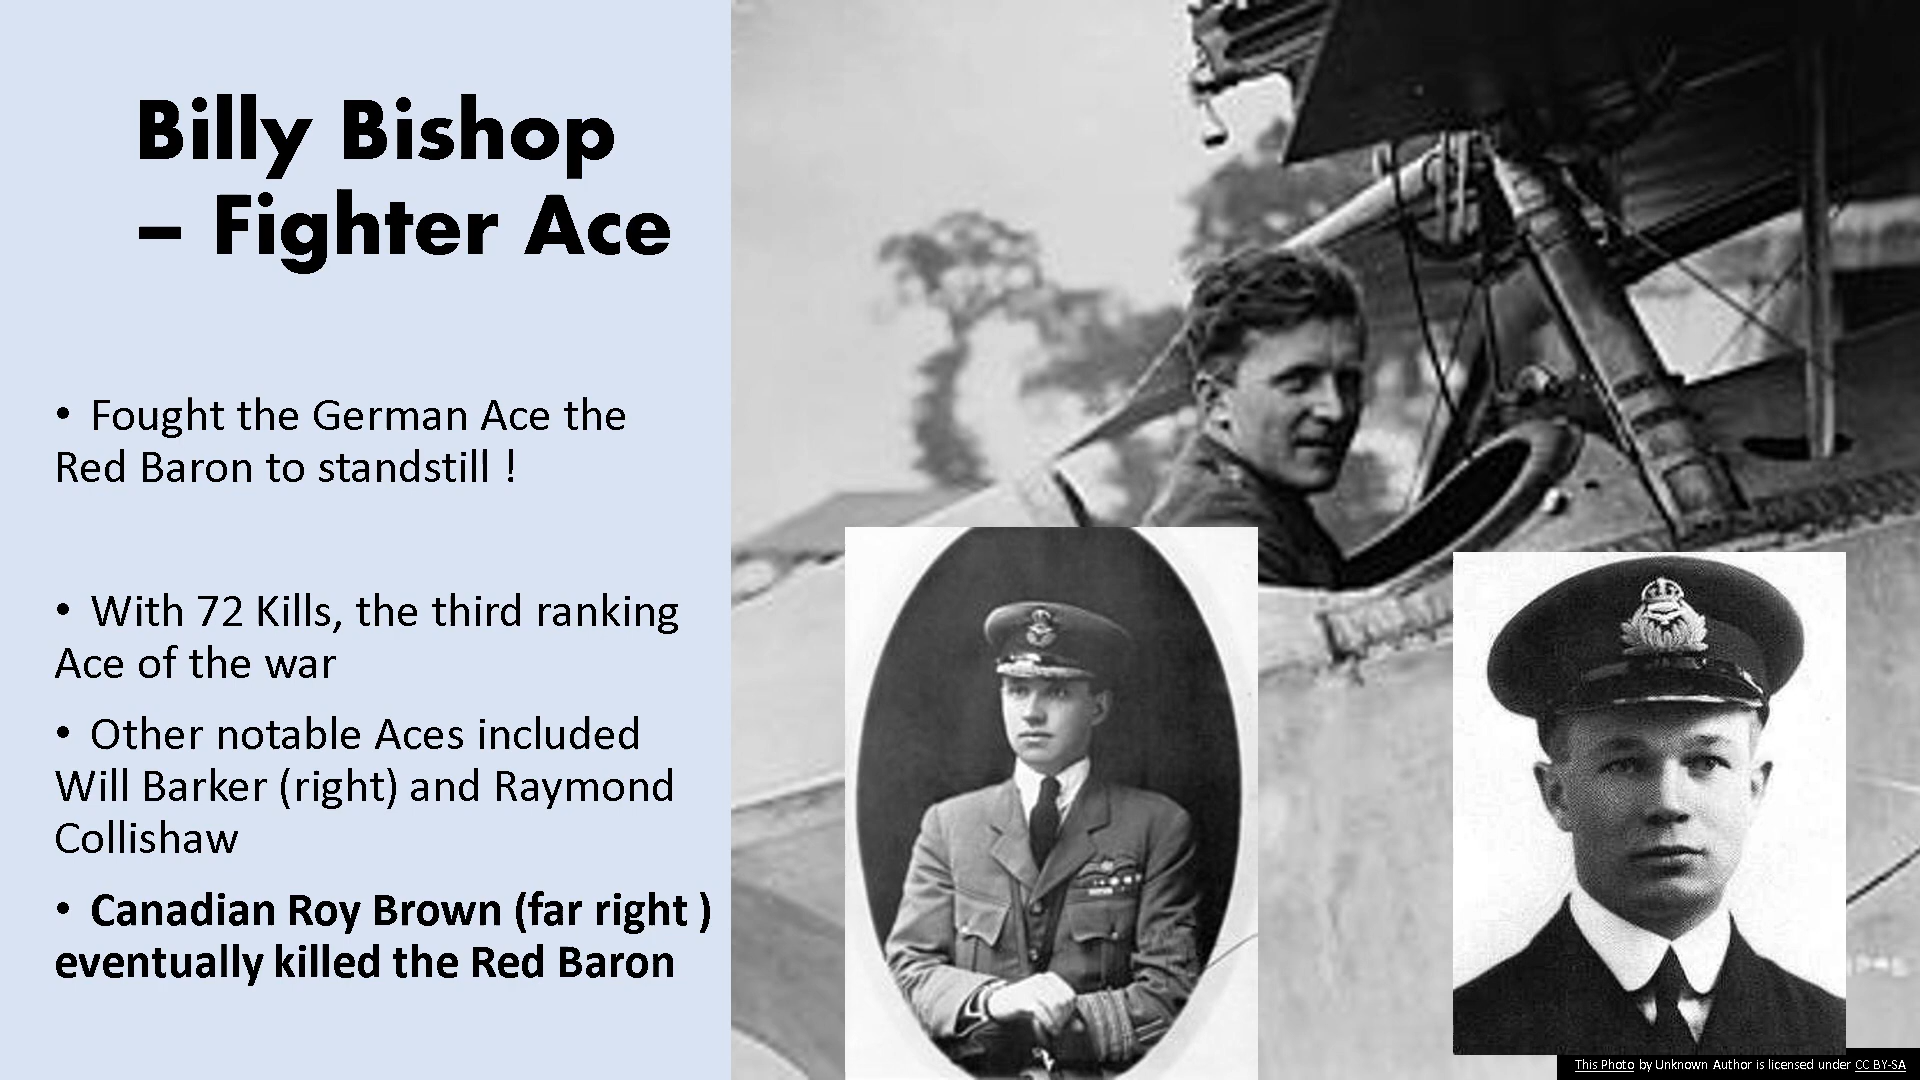 Billy Bishop
– Fighter Ace
• Fought the German Ace the
Red Baron to standstill !
• With 72 Kills, the third ranking
Ace of the war
• Other notable Aces included
Will Barker (right) and Raymond
Collishaw
• Canadian Roy Brown (far right )
eventually killed the Red Baron
This Photo by Unknown Author is licensed under CC BY-SA